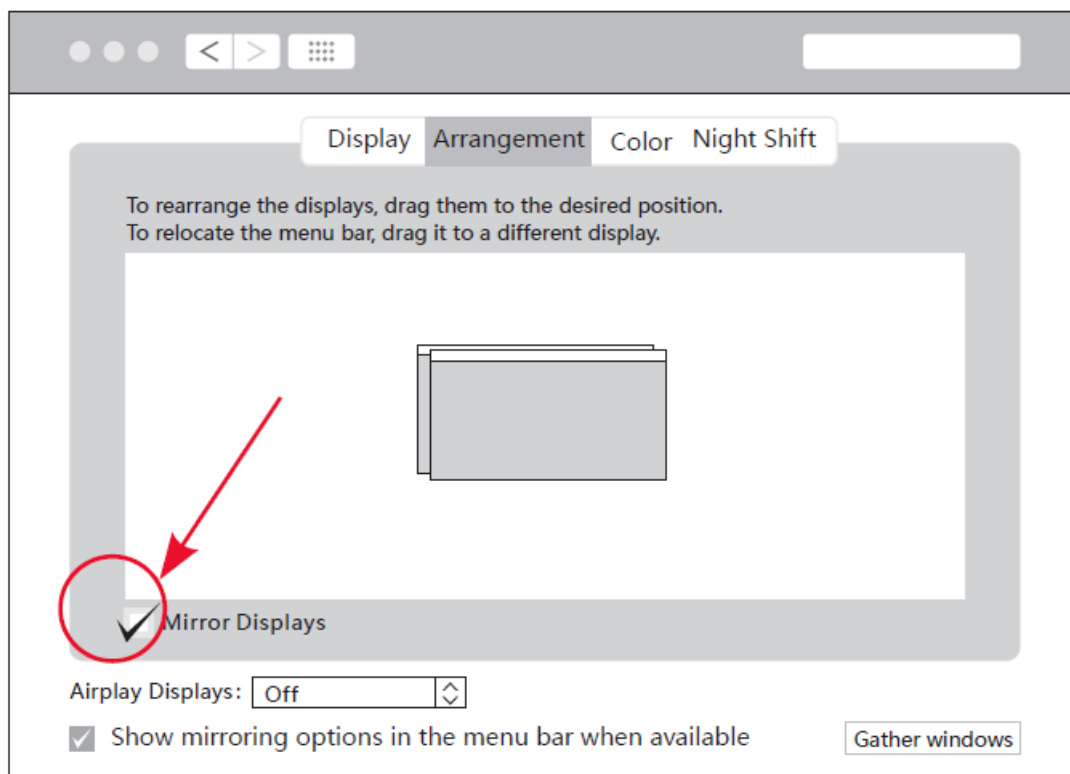 Display Arrangement Color Night Shift
To rearrange the displays, drag them to the desired position.
To relocate the menu bar, drag it to a different display.
Mirror Displays
Airplay Displays: Off
Show mirroring options in the menu bar when available
Gather windows